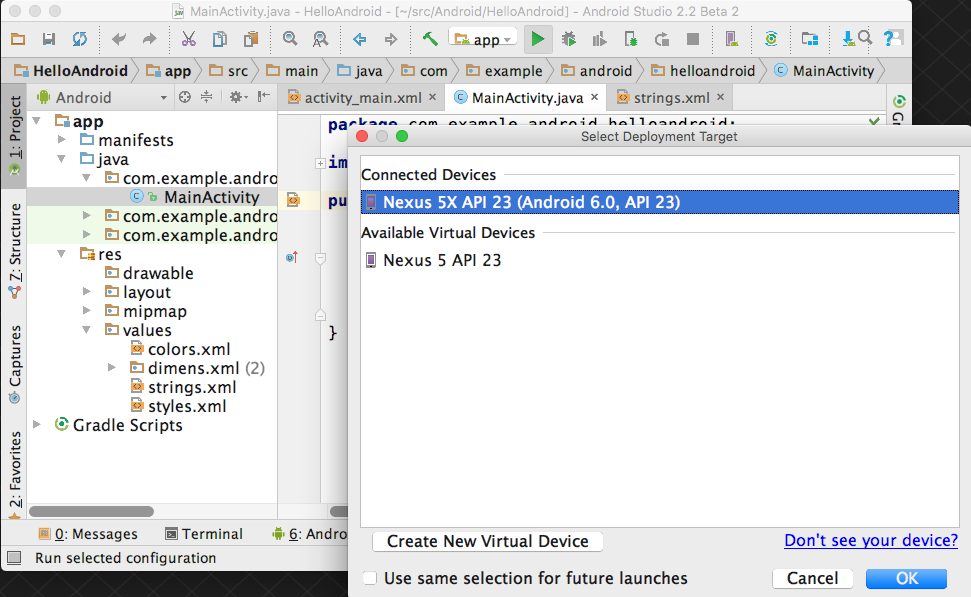 MainActivity.java - HelloAndroid - [~/src/Android/HelloAndroid] - Android Studio 2.2 Beta 2
app
HelloAndroid app src main java com example android helloandroid MainActivity
Android
activity_main.xml MainActivity.java strings.xml
1: Project
Z: Structure
Captures
2: Favorites
app
manifests
java
com.example.andro
MainActivity
com.example.andro
com.example.andro
res
drawable
layout
mipmap
values
colors.xml
dimens.xml (2)
strings.xml
styles.xml
Gradle Scripts
package com.example.android.helloandroid;
im
pu
}
Gr
Select Deployment Target
Connected Devices
Nexus 5X API 23 (Android 6.0, API 23)
Available Virtual Devices
Nexus 5 API 23
Create New Virtual Device
Don't see your device?
Use same selection for future launches
Cancel
OK
0: Messages Terminal 6: Andro
Run selected configuration